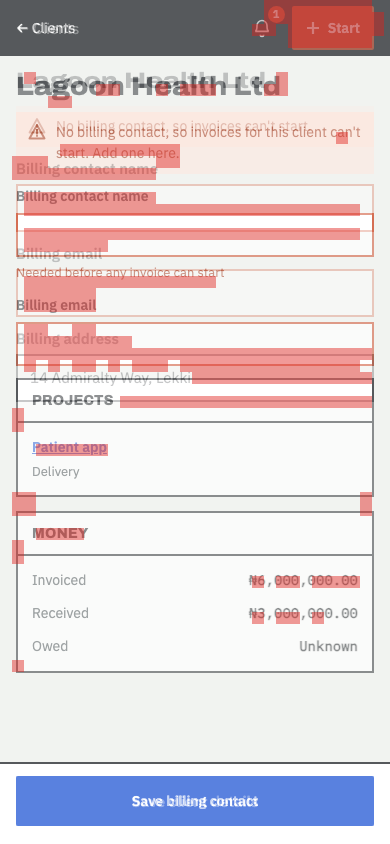 ← Clients
1
+ Start
Lagoon Health Ltd
No billing contact, so invoices for this client can't
start. Add one here.
Billing contact name
Billing contact name
Billing email
Needed before any invoice can start
Billing email
Billing address
14 Admiralty Way, Lekki
PROJECTS
Patient app
Delivery
MONEY
Invoiced ₦6,000,000.00
Received ₦3,000,000.00
Owed Unknown
Save billing contact